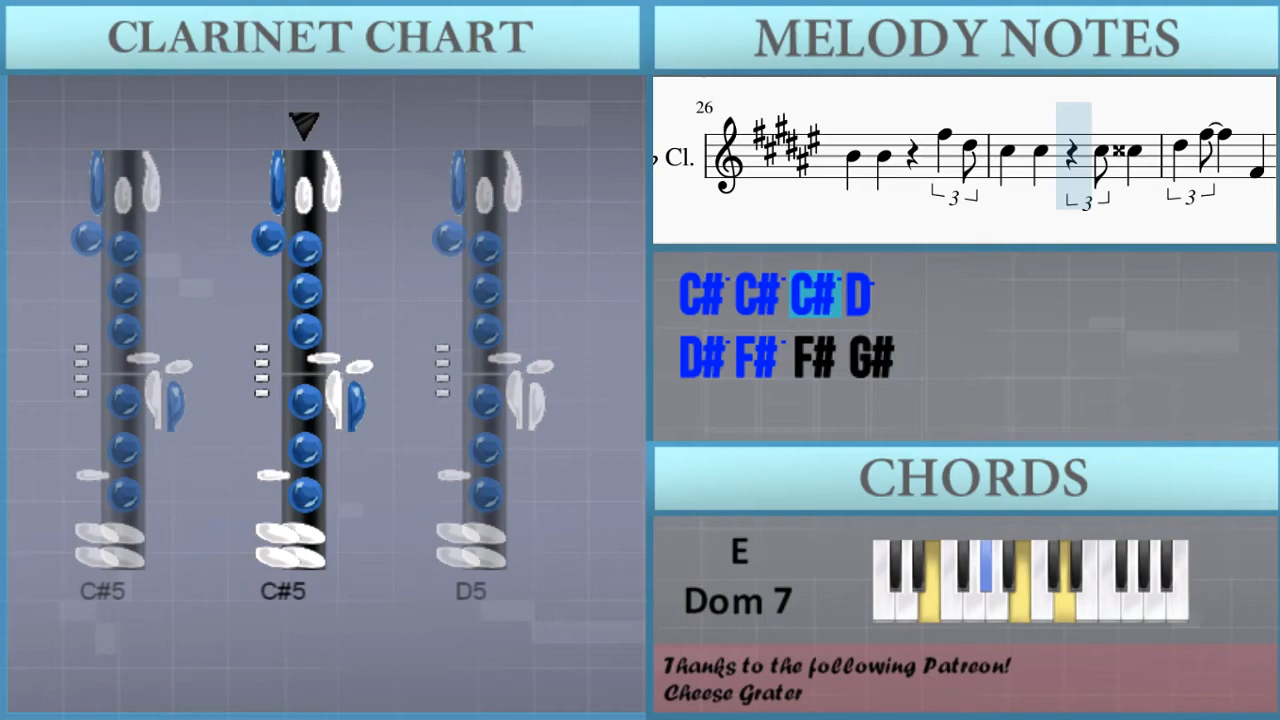 CLARINET CHART
MELODY NOTES
26
Cl.
3
3
3
C#- C#- C#- D-
D#- F#- F# G#
C#5
C#5
D5
CHORDS
E
Dom 7
Thanks to the following Patreon!
Cheese Grater